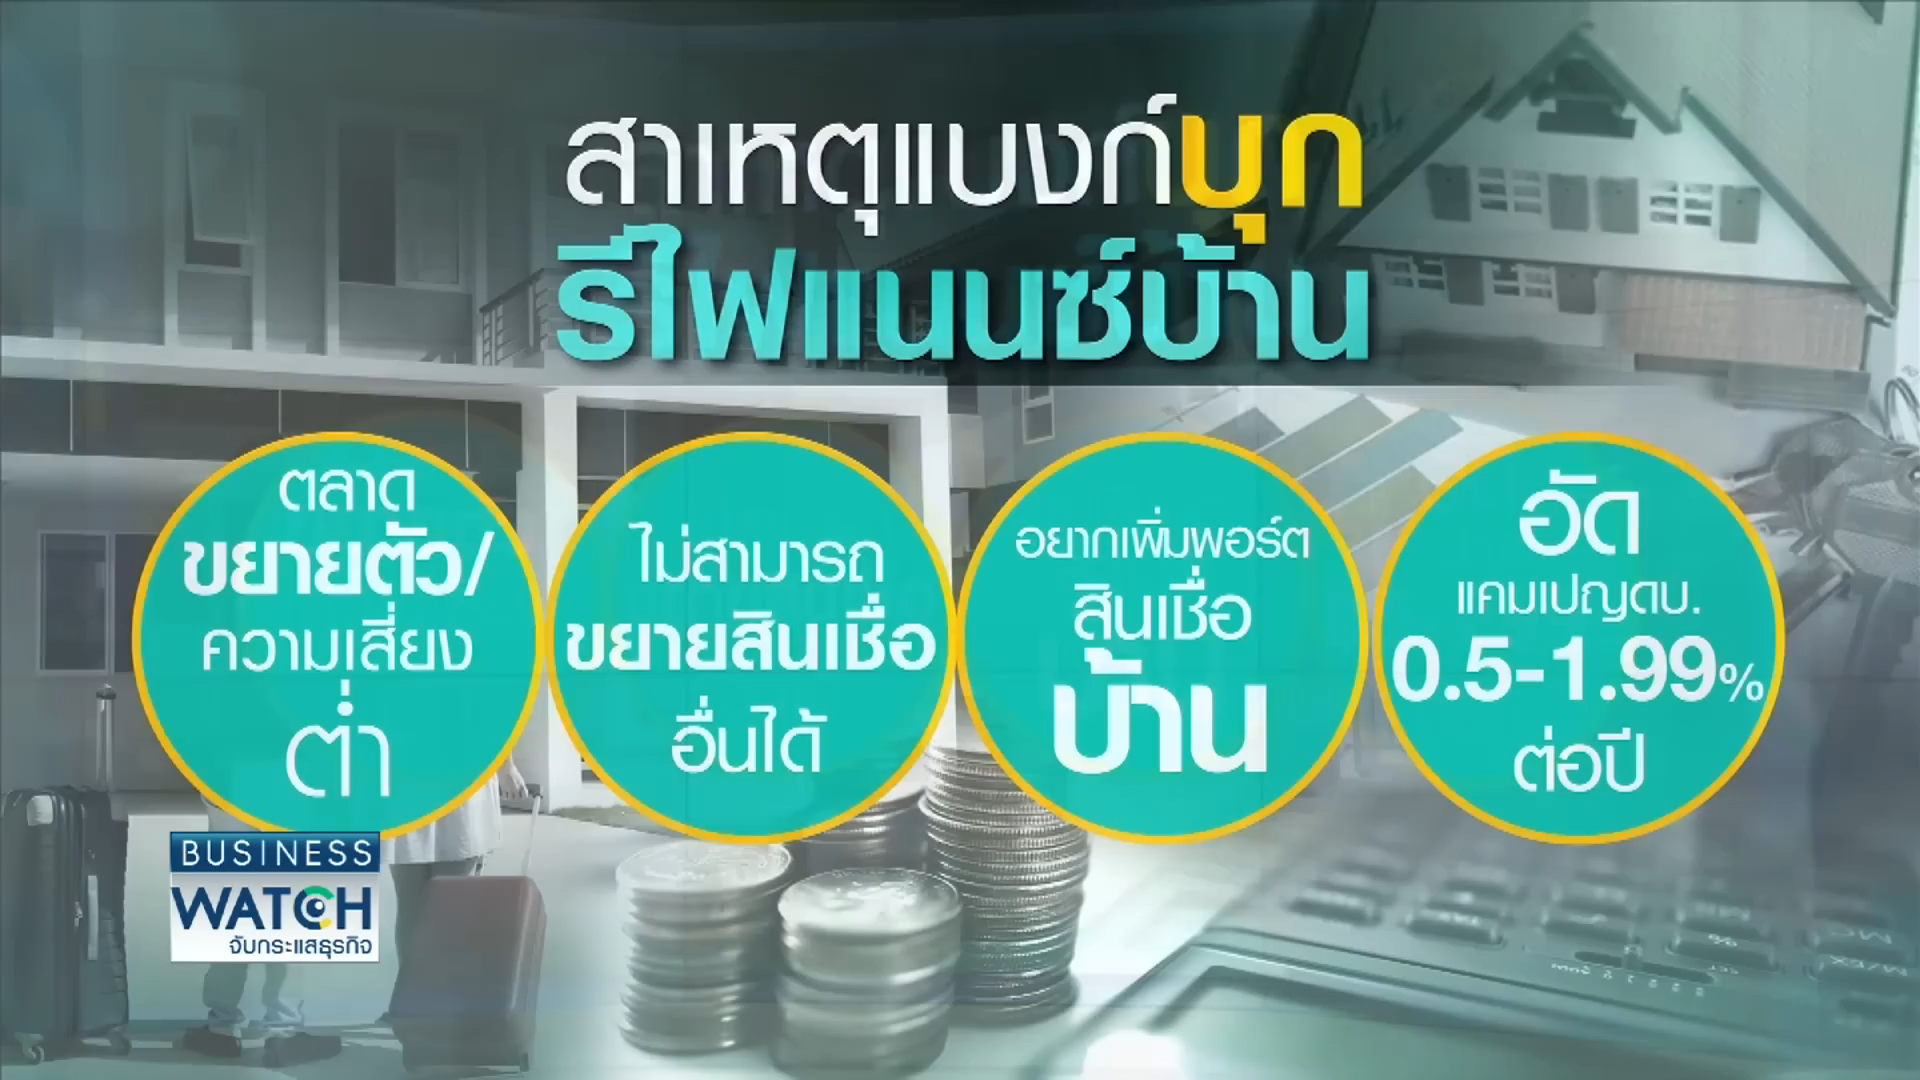 สาเหตุแบงก์บุก
รีไฟแนนซ์บ้าน
ตลาด
ขยายตัว/
ความเสี่ยง
ต่ำ
ไม่สามารถ
ขยายสินเชื่อ
อื่นได้
อยากเพิ่มพอร์ต
สินเชื่อ
บ้าน
อัด
แคมเปญดบ.
0.5-1.99%
ต่อปี
BUSINESS
WATCH
จับกระแสธุรกิจ